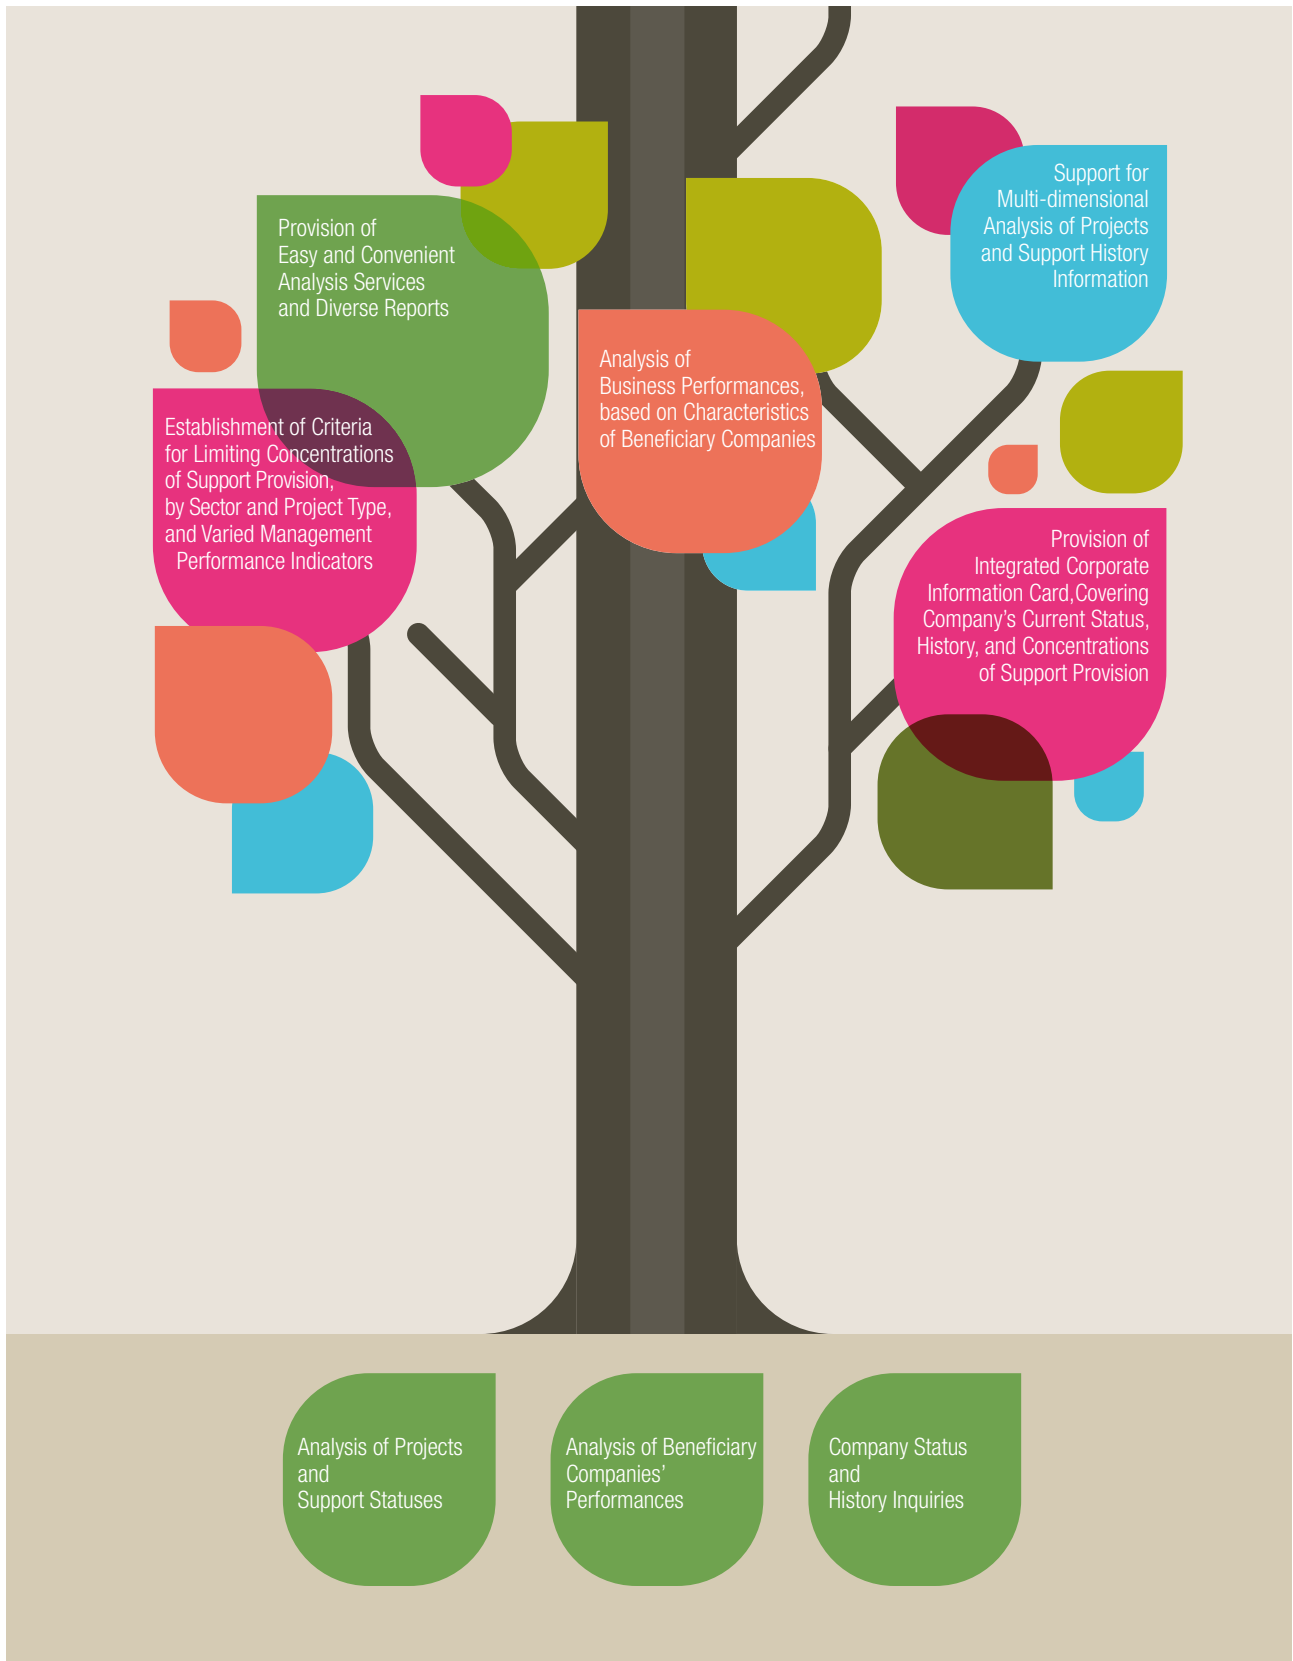 Support for
Multi-dimensional
Analysis of Projects
and Support History
Information
Provision of
Easy and Convenient
Analysis Services
and Diverse Reports
Analysis of
Business Performances,
based on Characteristics
of Beneficiary Companies
Establishment of Criteria
for Limiting Concentrations
of Support Provision,
by Sector and Project Type,
and Varied Management
Performance Indicators
Provision of
Integrated Corporate
Information Card,Covering
Company’s Current Status,
History, and Concentrations
of Support Provision
Analysis of Projects
and
Support Statuses
Analysis of Beneficiary
Companies’
Performances
Company Status
and
History Inquiries